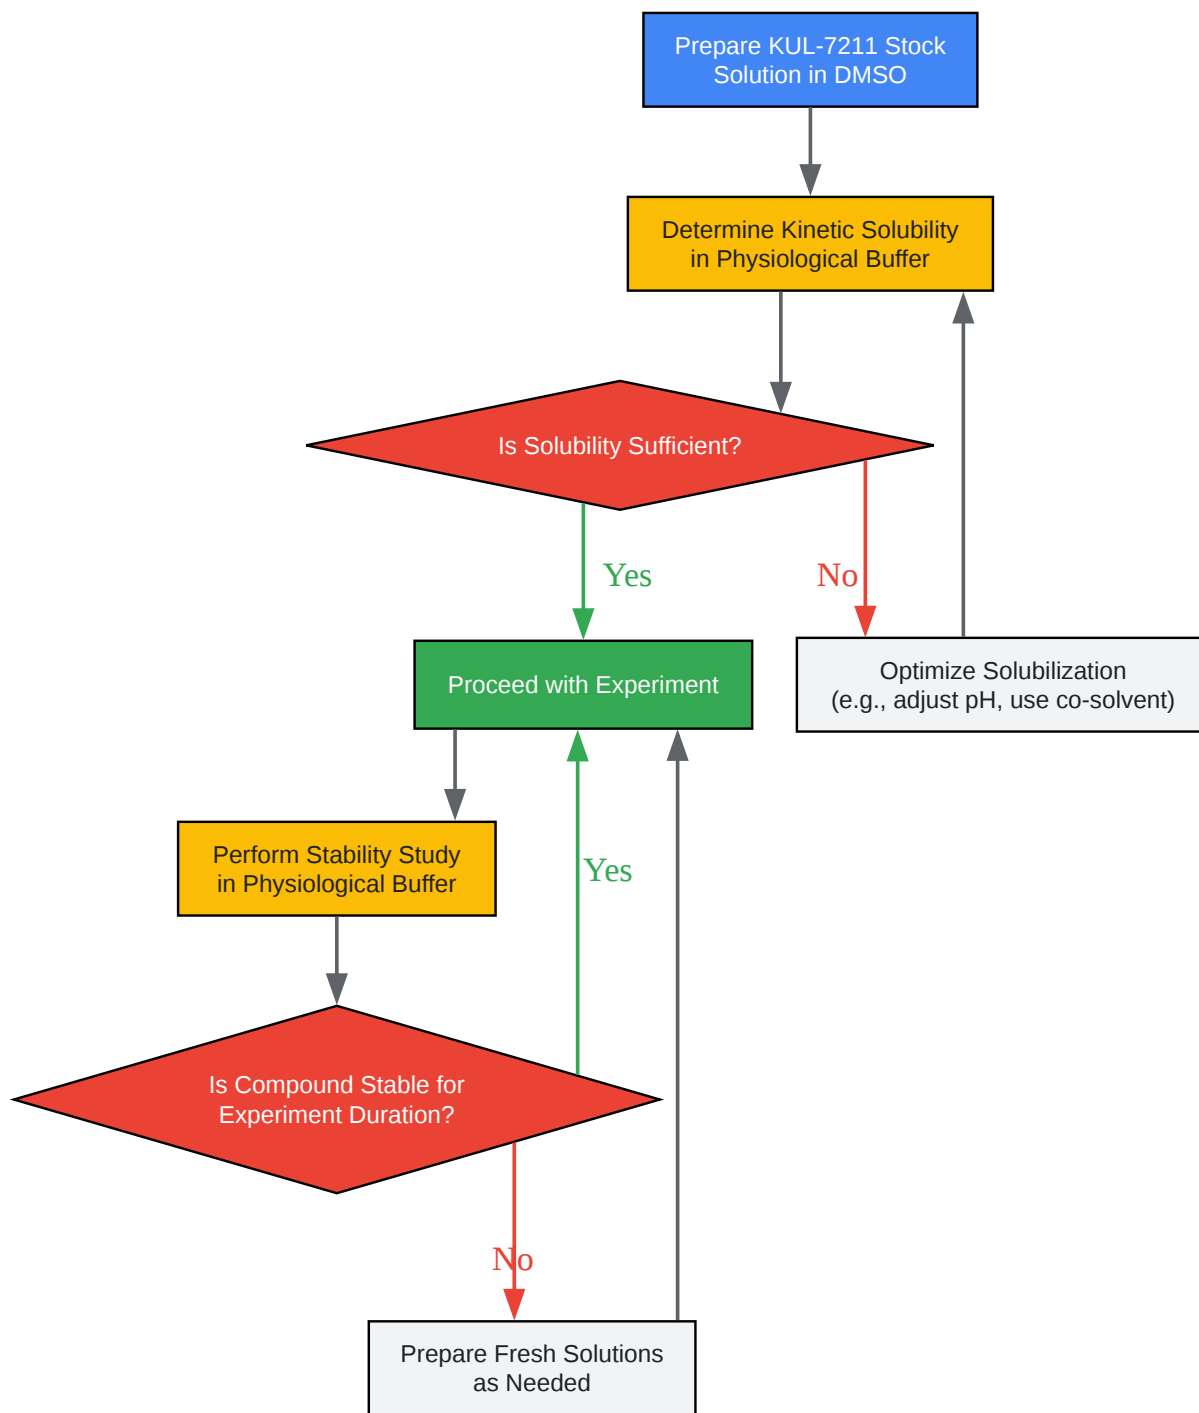 Prepare KUL-7211 Stock
Solution in DMSO
Determine Kinetic Solubility
in Physiological Buffer
Is Solubility Sufficient?
Yes
No
Proceed with Experiment
Optimize Solubilization
(e.g., adjust pH, use co-solvent)
Perform Stability Study
in Physiological Buffer
Yes
Is Compound Stable for
Experiment Duration?
No
Prepare Fresh Solutions
as Needed